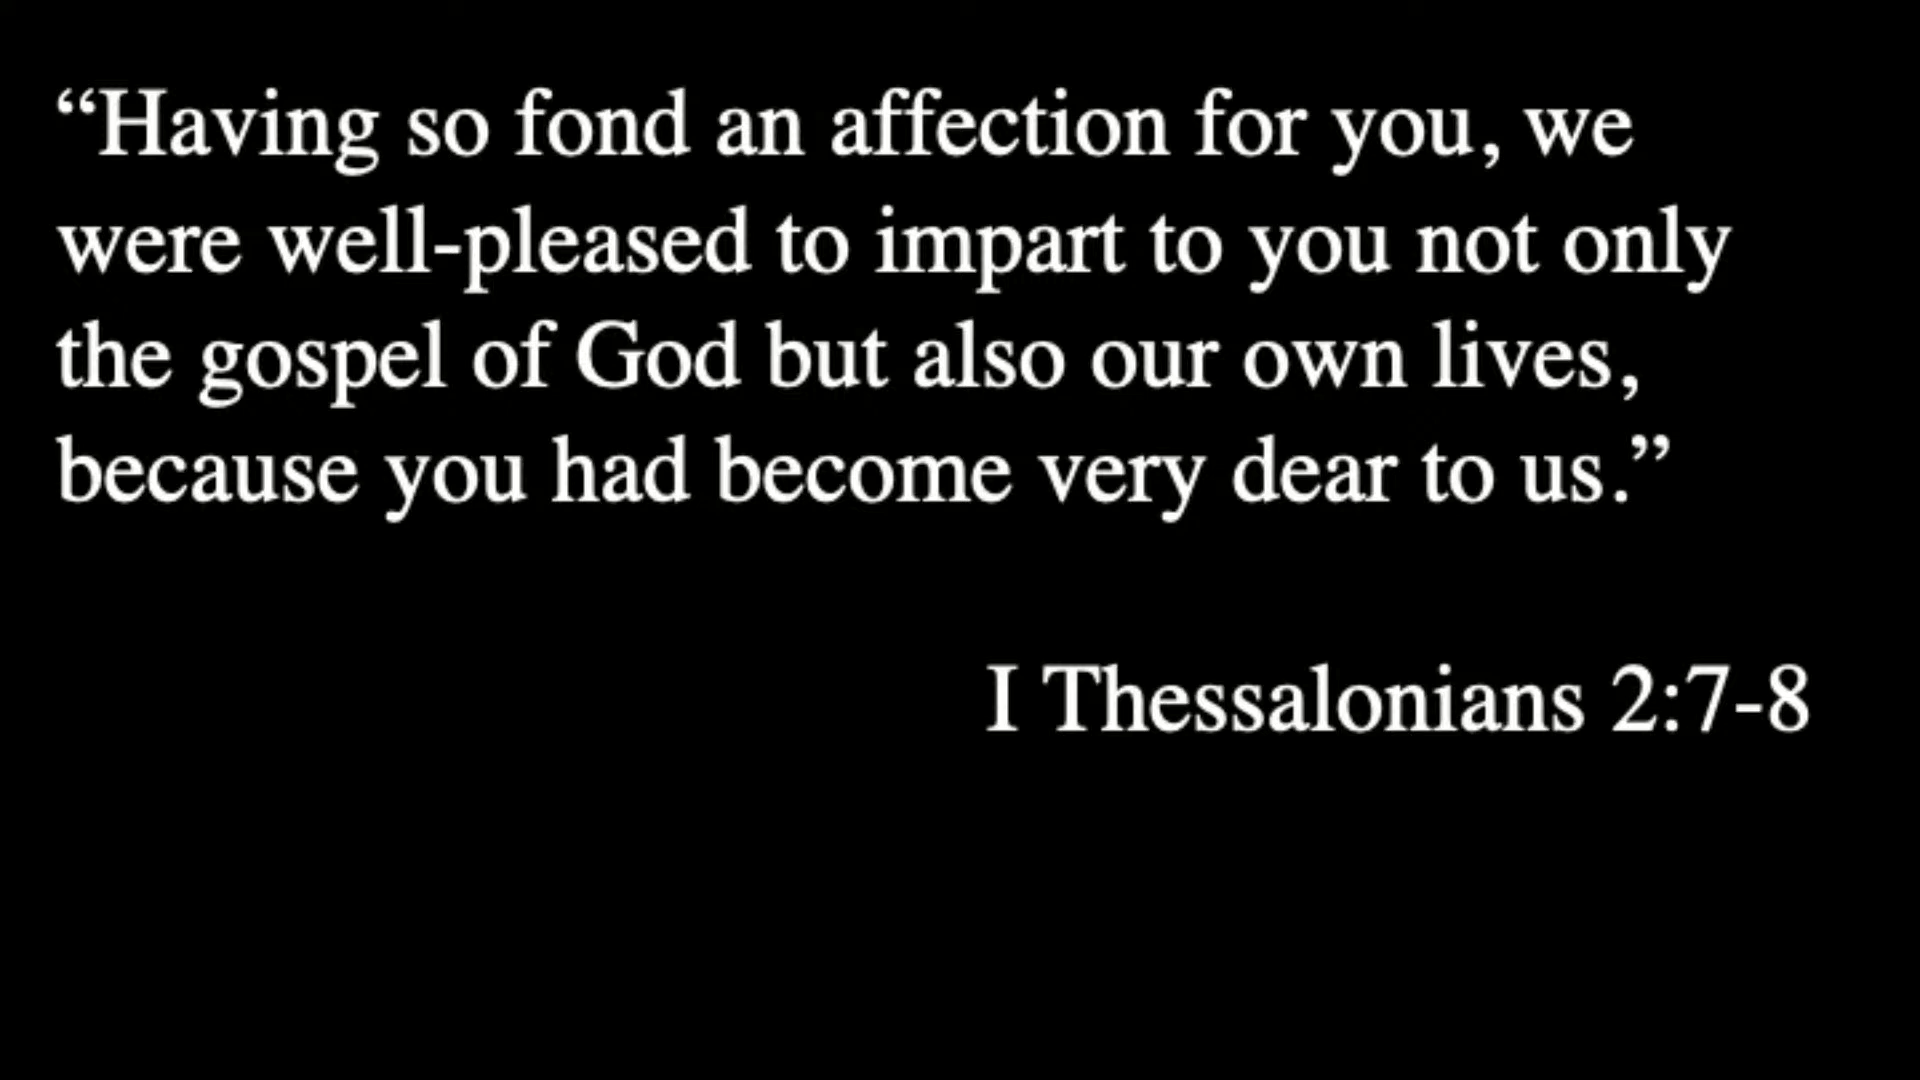 “Having so fond an affection for you, we
were well-pleased to impart to you not only
the gospel of God but also our own lives,
because you had become very dear to us.”
I Thessalonians 2:7-8